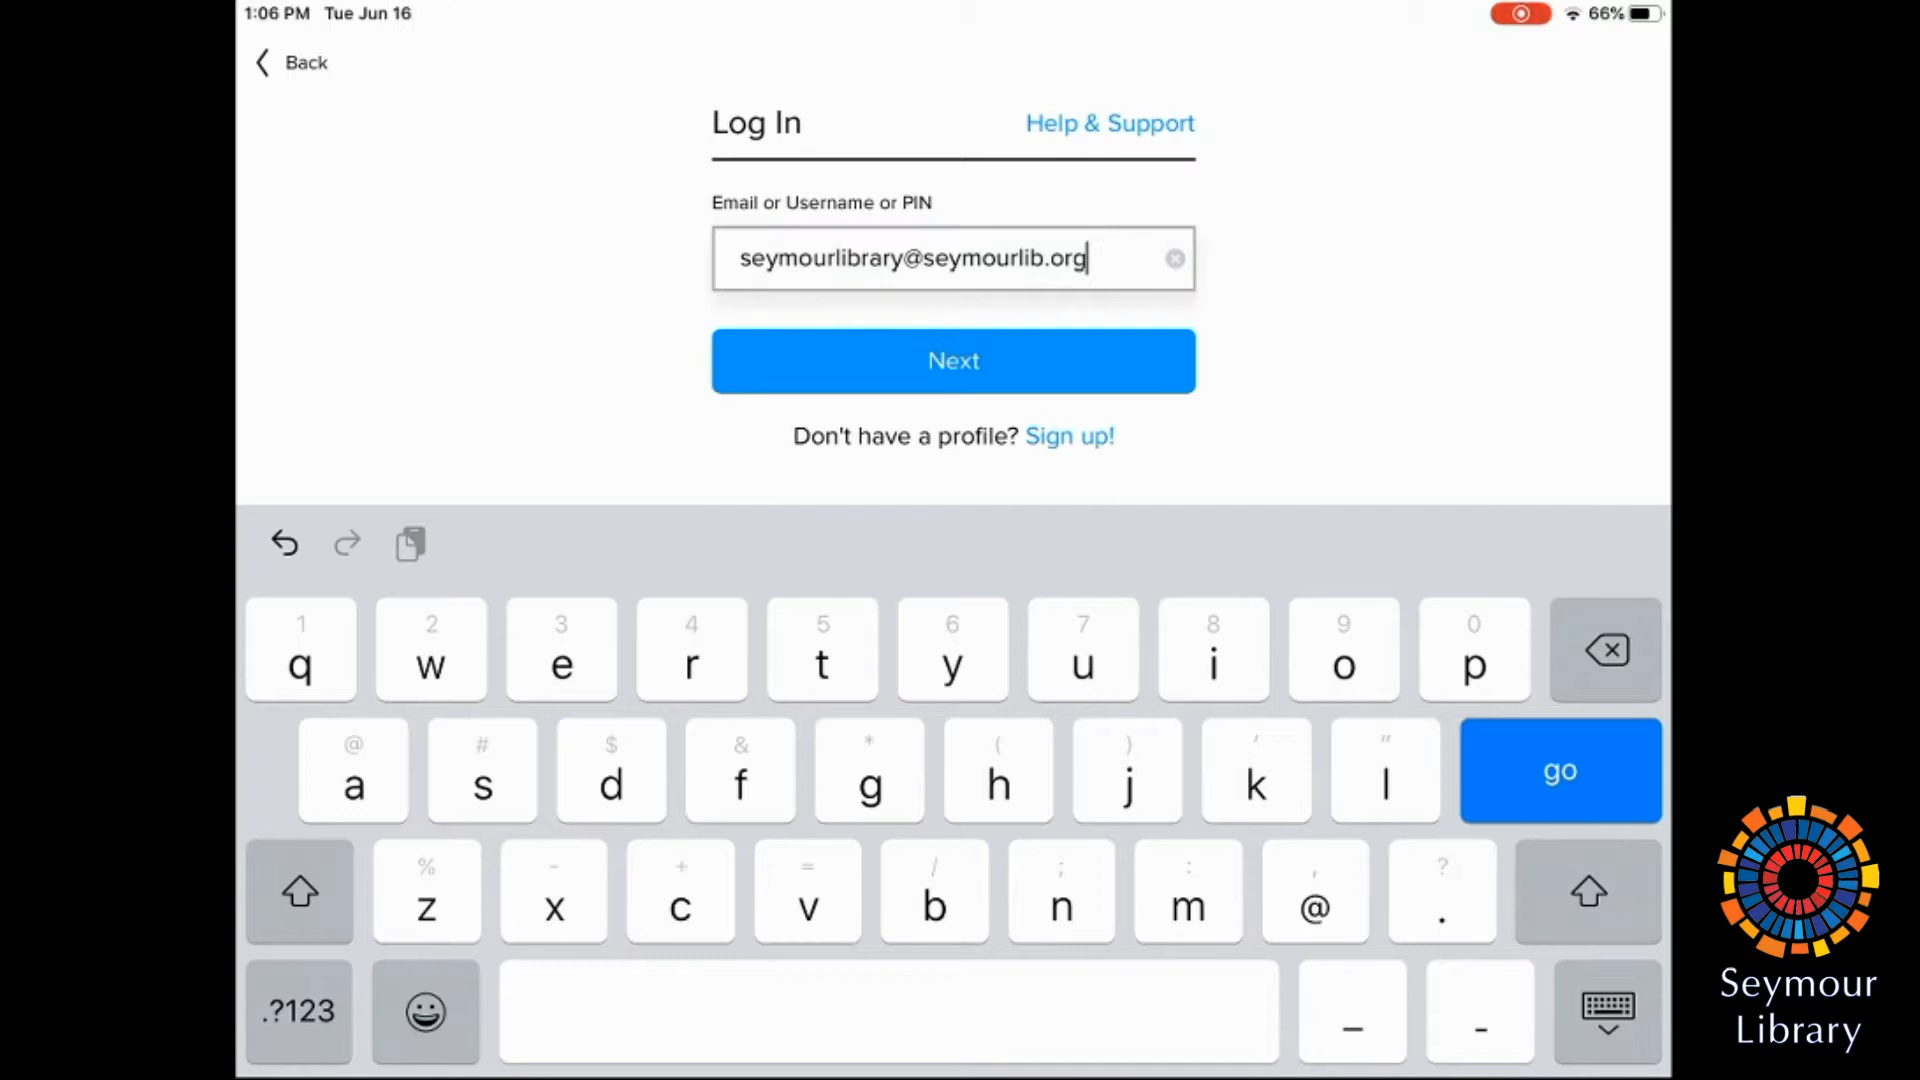 1:06 PM Tue Jun 16
66%
Back
Log In
Help & Support
Email or Username or PIN
seymourlibrary@seymourlib.org
Next
Don't have a profile? Sign up!
1 2 3 4 5 6 7 8 9 0
q w e r t y u i o p
@ # $ & * ( ) ' "
a s d f g h j k l go
% - + = / ; : , ?
z x c v b n m @ .
.?123 _ -
Seymour
Library